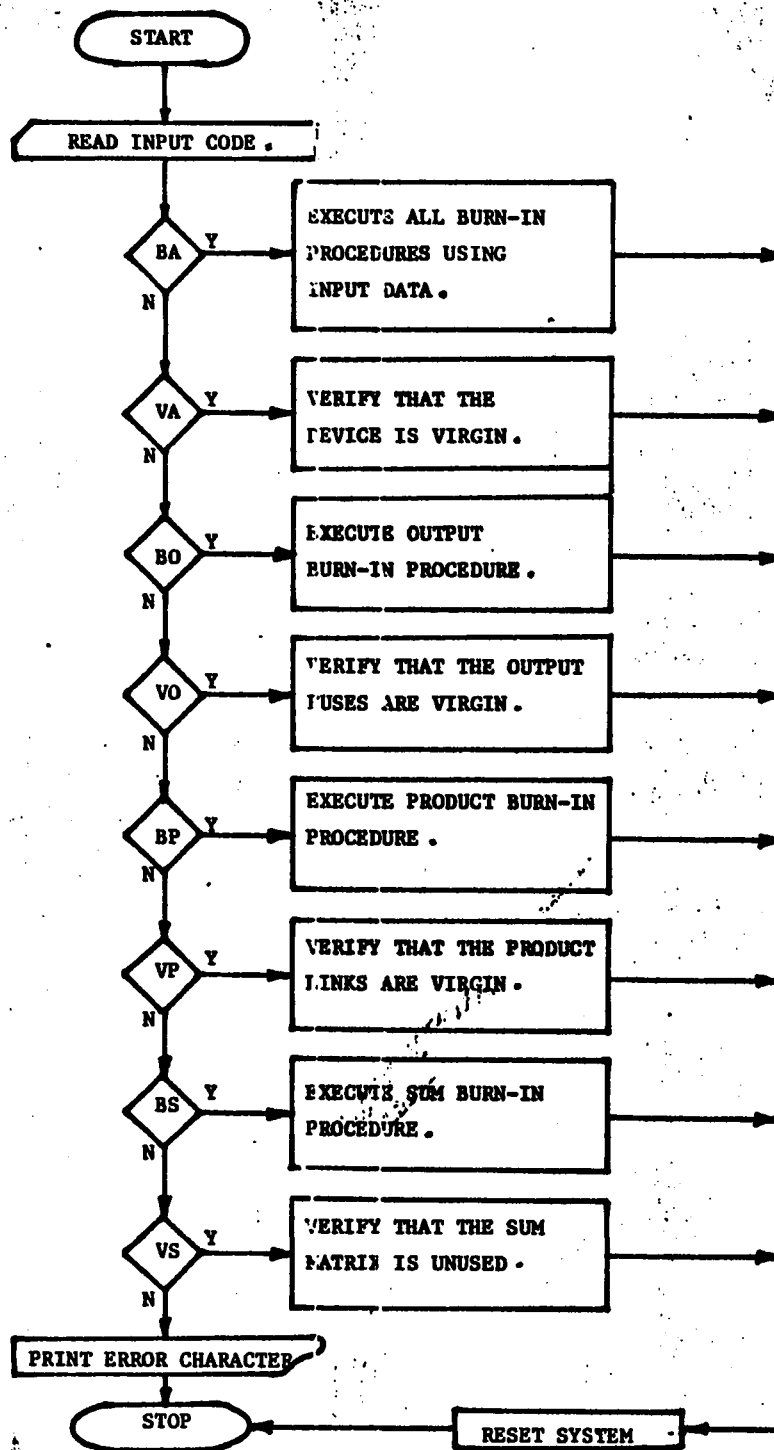 START
READ INPUT CODE.
BA
Y
N
EXECUTE ALL BURN-IN
PROCEDURES USING
INPUT DATA.
VA
Y
N
VERIFY THAT THE
DEVICE IS VIRGIN.
BO
Y
N
EXECUTE OUTPUT
BURN-IN PROCEDURE.
VO
Y
N
VERIFY THAT THE OUTPUT
FUSES ARE VIRGIN.
BP
Y
N
EXECUTE PRODUCT BURN-IN
PROCEDURE.
VP
Y
N
VERIFY THAT THE PRODUCT
LINKS ARE VIRGIN.
BS
Y
N
EXECUTE SUM BURN-IN
PROCEDURE.
VS
Y
N
VERIFY THAT THE SUM
MATRIX IS UNUSED.
PRINT ERROR CHARACTER
STOP
RESET SYSTEM.